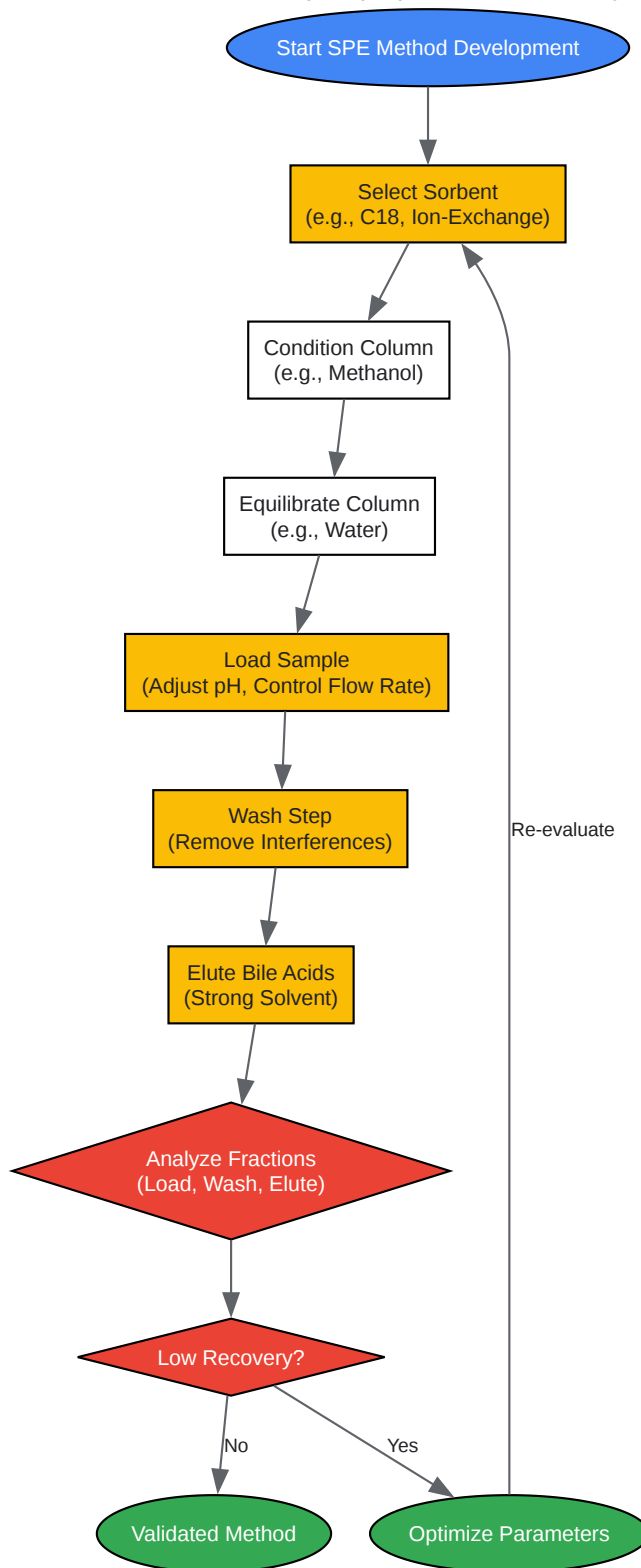 Start SPE Method Development
Select Sorbent
(e.g., C18, Ion-Exchange)
Condition Column
(e.g., Methanol)
Equilibrate Column
(e.g., Water)
Load Sample
(Adjust pH, Control Flow Rate)
Wash Step
(Remove Interferences)
Re-evaluate
Elute Bile Acids
(Strong Solvent)
Analyze Fractions
(Load, Wash, Elute)
Low Recovery?
No
Yes
Validated Method
Optimize Parameters